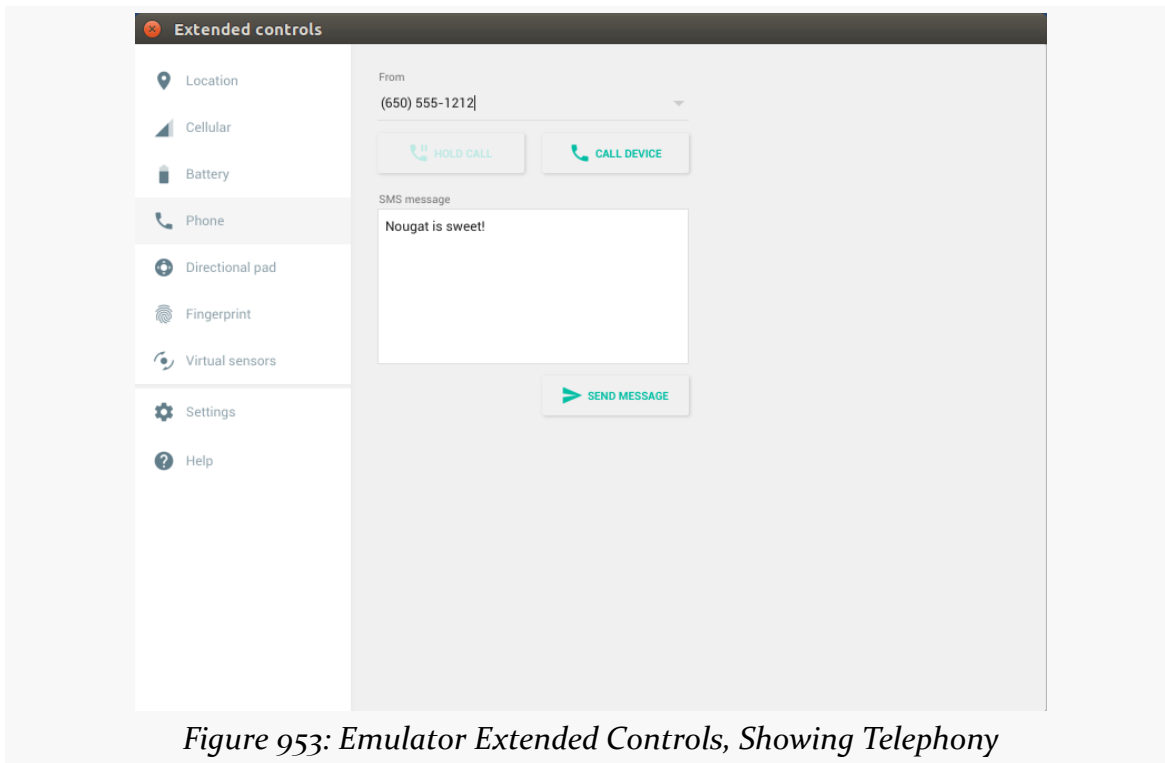 Extended controls
Location
Cellular
Battery
Phone
Directional pad
Fingerprint
Virtual sensors
Settings
Help
From
(650) 555-1212
HOLD CALL
CALL DEVICE
SMS message
Nougat is sweet!
SEND MESSAGE
Figure 953: Emulator Extended Controls, Showing Telephony